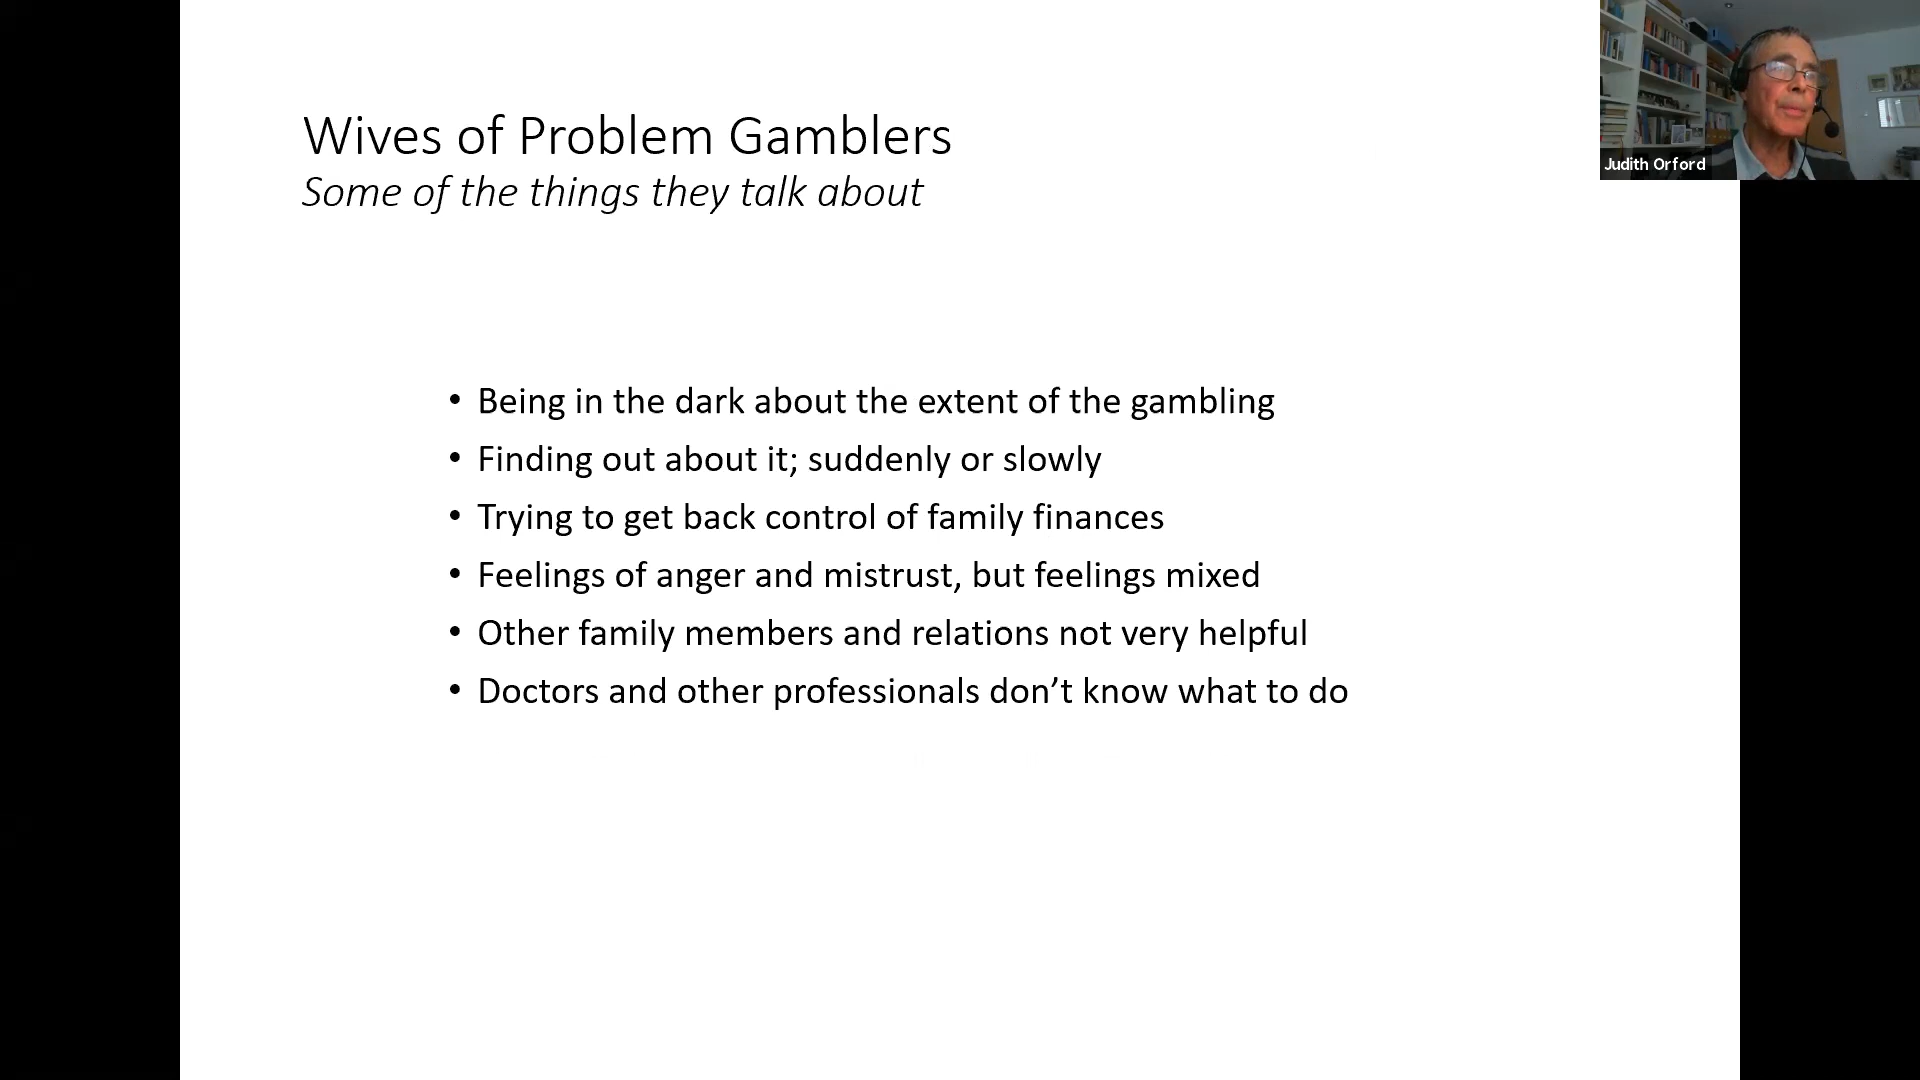 Wives of Problem Gamblers
Some of the things they talk about
Judith Orford
• Being in the dark about the extent of the gambling
• Finding out about it; suddenly or slowly
• Trying to get back control of family finances
• Feelings of anger and mistrust, but feelings mixed
• Other family members and relations not very helpful
• Doctors and other professionals don’t know what to do